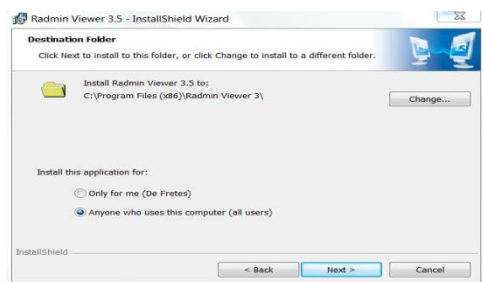 Radmin Viewer 3.5 - InstallShield Wizard
Destination Folder
Click Next to install to this folder, or click Change to install to a different folder.
Install Radmin Viewer 3.5 to:
C:\Program Files (x86)\Radmin Viewer 3\
Change...
Install this application for:
Only for me (De Fretes)
Anyone who uses this computer (all users)
InstallShield
< Back Next > Cancel